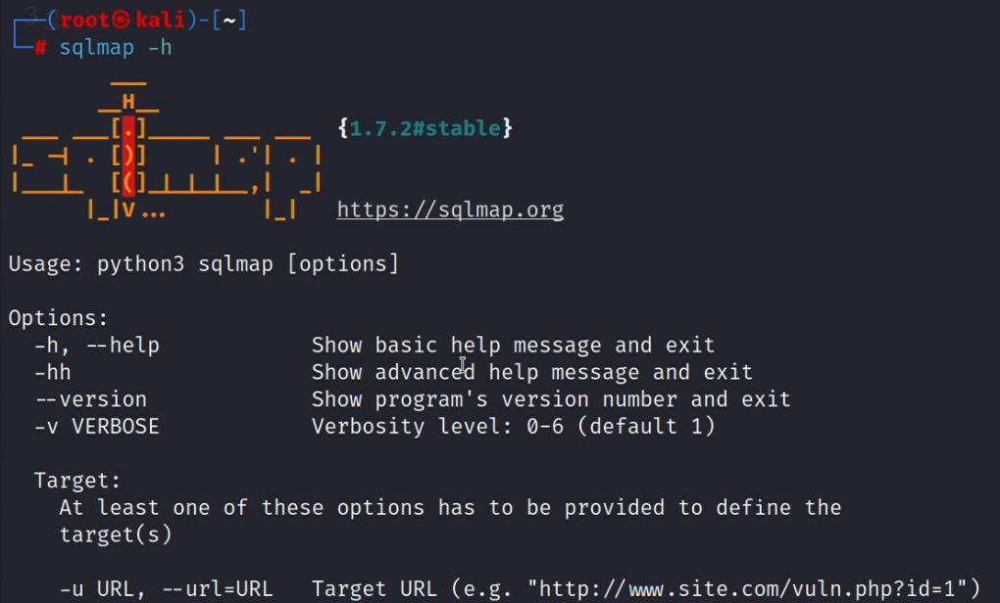 (root㉿kali)-[~]
# sqlmap -h
        ___
       __H__
 ___ ___[.]_____ ___ ___  {1.7.2#stable}
|_ -| . [)]     | .'| . |
|___|_  [(]_|_|_|__,|  _|
      |_|V...       |_|   https://sqlmap.org
Usage: python3 sqlmap [options]
Options:
  -h, --help            Show basic help message and exit
  -hh                   Show advanced help message and exit
  --version             Show program's version number and exit
  -v VERBOSE            Verbosity level: 0-6 (default 1)
  Target:
    At least one of these options has to be provided to define the
    target(s)
    -u URL, --url=URL   Target URL (e.g. "http://www.site.com/vuln.php?id=1")